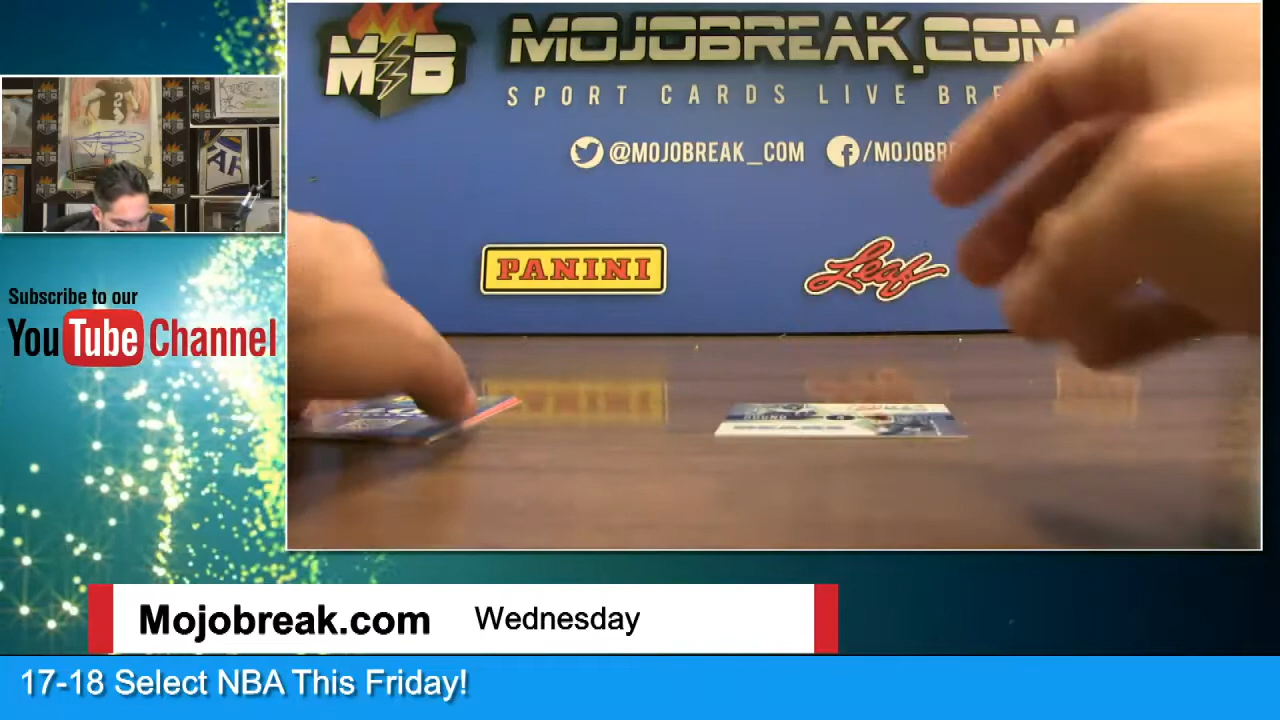 MB
MOJOBREAK.COM
SPORT CARDS LIVE BRE
@MOJOBREAK_COM
/MOJOBR
PANINI
Leaf
Subscribe to our
YouTube Channel
Mojobreak.com
Wednesday
17-18 Select NBA This Friday!